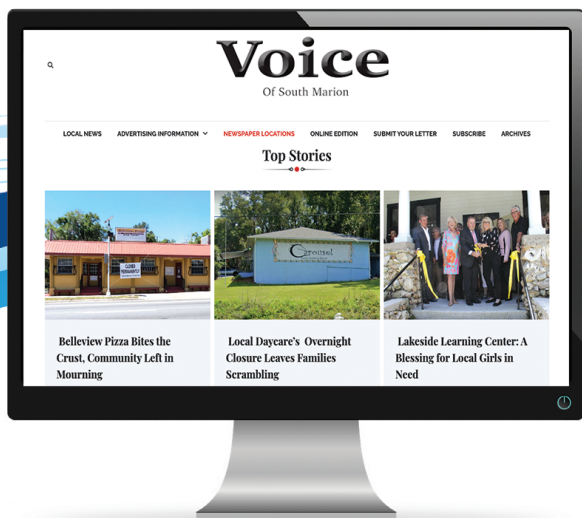 Voice
Of South Marion
LOCAL NEWS ADVERTISING INFORMATION NEWSPAPER LOCATIONS ONLINE EDITION SUBMIT YOUR LETTER SUBSCRIBE ARCHIVES
Top Stories
CLOSED
PERMANENTLY
Carousel
Belleview Pizza Bites the
Crust, Community Left in
Mourning
Local Daycare's Overnight
Closure Leaves Families
Scrambling
Lakeside Learning Center: A
Blessing for Local Girls in
Need